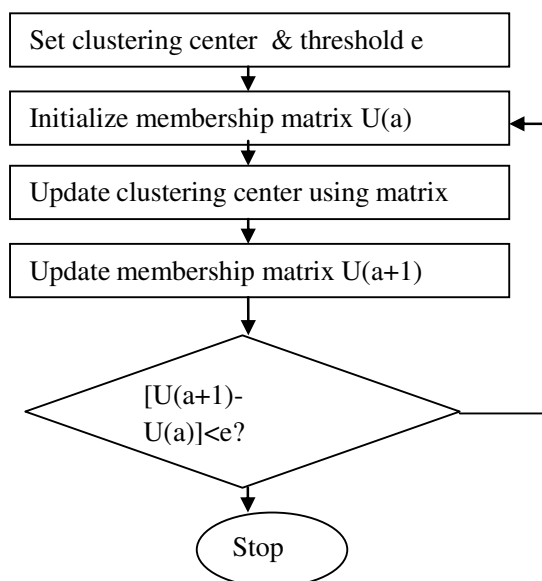 Set clustering center & threshold e
Initialize membership matrix U(a)
Update clustering center using matrix
Update membership matrix U(a+1)
[U(a+1)-
U(a)]<e?
Stop